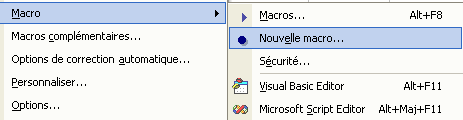 Macro
Macros complémentaires...
Options de correction automatique...
Personnaliser...
Options...
Macros... Alt+F8
Nouvelle macro...
Sécurité...
Visual Basic Editor Alt+F11
Microsoft Script Editor Alt+Maj+F11